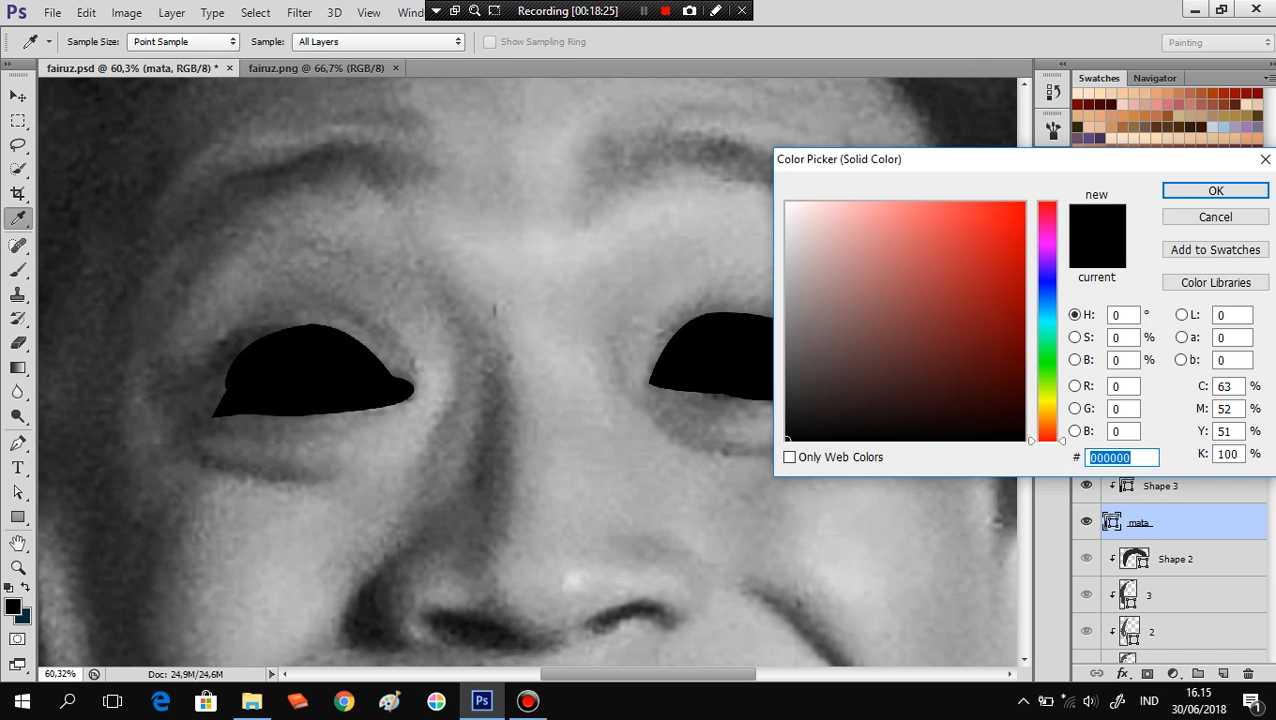 Ps File Edit Image Layer Type Select Filter 3D View Wind
Recording [00:18:25]
Sample Size: Point Sample Sample: All Layers Show Sampling Ring Painting
fairuz.psd @ 60,3% (mata, RGB/8) * × fairuz.png @ 66,7% (RGB/8) ×
Swatches Navigator
Color Picker (Solid Color)
new
OK
Cancel
Add to Swatches
current
Color Libraries
H: 0 ° L: 0
S: 0 % a: 0
B: 0 % b: 0
R: 0 C: 63 %
G: 0 M: 52 %
B: 0 Y: 51 %
# 000000 K: 100 %
Only Web Colors
Shape 3
mata
Shape 2
3
2
60,32% Doc: 24,9M/24,6M
fx
Ps
IND
16.15
30/06/2018
1